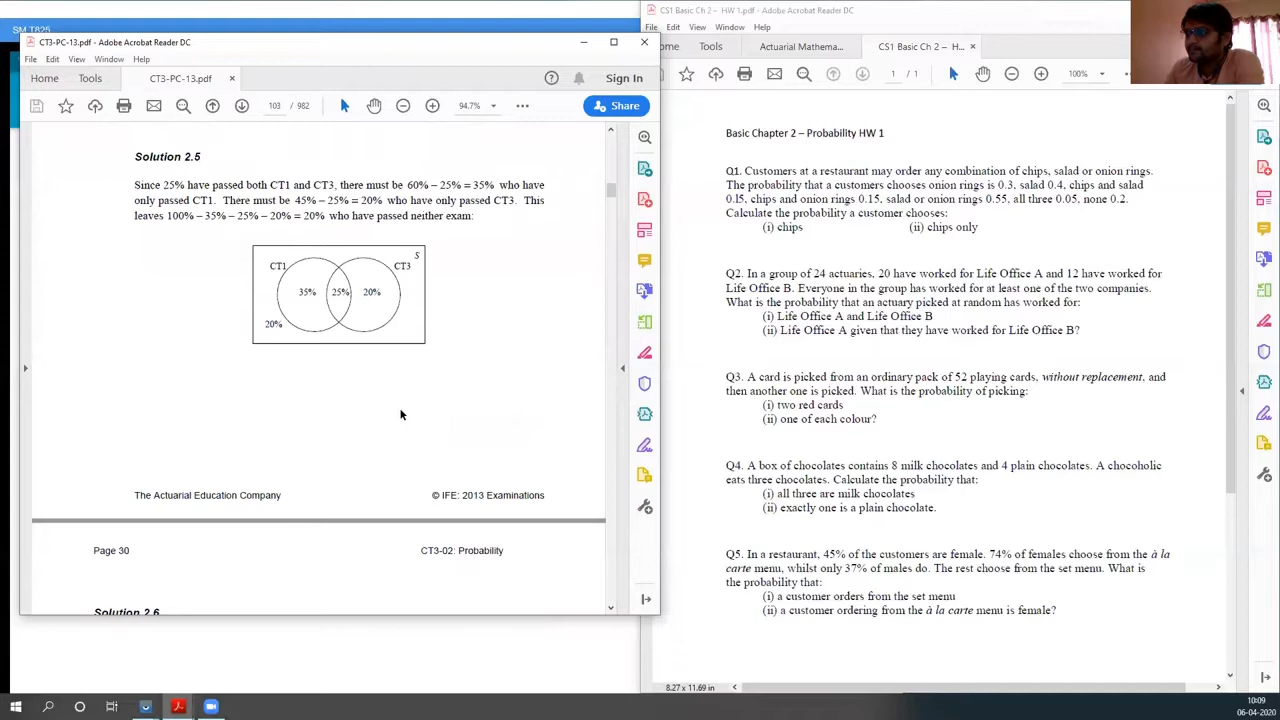 SM T825
CT3-PC-13.pdf - Adobe Acrobat Reader DC
File Edit View Window Help
Home Tools CT3-PC-13.pdf × Sign In
103 / 982 94.7% Share
Solution 2.5
Since 25% have passed both CT1 and CT3, there must be 60% – 25% = 35% who have
only passed CT1. There must be 45% – 25% = 20% who have only passed CT3. This
leaves 100% – 35% – 25% – 20% = 20% who have passed neither exam:
S
CT1 CT3
35% 25% 20%
20%
The Actuarial Education Company © IFE: 2013 Examinations
Page 30 CT3-02: Probability
Solution 2.6
CS1 Basic Ch 2 – HW 1.pdf - Adobe Acrobat Reader DC
File Edit View Window Help
ome Tools Actuarial Mathema... CS1 Basic Ch 2 – H... ×
1 / 1 100%
Basic Chapter 2 – Probability HW 1
Q1. Customers at a restaurant may order any combination of chips, salad or onion rings.
The probability that a customers chooses onion rings is 0.3, salad 0.4, chips and salad
0.15, chips and onion rings 0.15, salad or onion rings 0.55, all three 0.05, none 0.2.
Calculate the probability a customer chooses:
(i) chips (ii) chips only
Q2. In a group of 24 actuaries, 20 have worked for Life Office A and 12 have worked for
Life Office B. Everyone in the group has worked for at least one of the two companies.
What is the probability that an actuary picked at random has worked for:
(i) Life Office A and Life Office B
(ii) Life Office A given that they have worked for Life Office B?
Q3. A card is picked from an ordinary pack of 52 playing cards, without replacement, and
then another one is picked. What is the probability of picking:
(i) two red cards
(ii) one of each colour?
Q4. A box of chocolates contains 8 milk chocolates and 4 plain chocolates. A chocoholic
eats three chocolates. Calculate the probability that:
(i) all three are milk chocolates
(ii) exactly one is a plain chocolate.
Q5. In a restaurant, 45% of the customers are female. 74% of females choose from the à la
carte menu, whilst only 37% of males do. The rest choose from the set menu. What is
the probability that:
(i) a customer orders from the set menu
(ii) a customer ordering from the à la carte menu is female?
8.27 x 11.69 in
10:09
06-04-2020